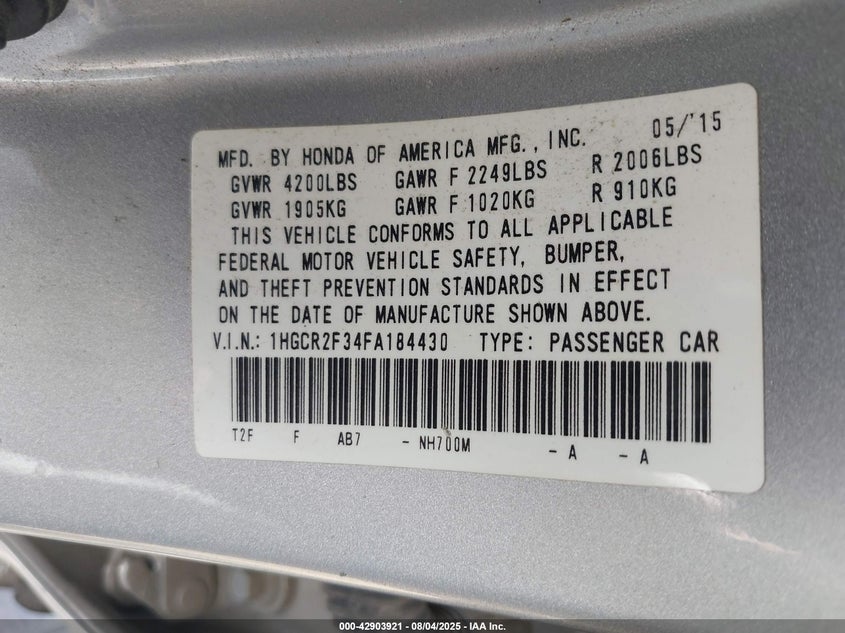 05/'15
MFD. BY HONDA OF AMERICA MFG., INC.
GVWR 4200LBS GAWR F 2249LBS R 2006LBS
GVWR 1905KG GAWR F 1020KG R 910KG
THIS VEHICLE CONFORMS TO ALL APPLICABLE
FEDERAL MOTOR VEHICLE SAFETY, BUMPER,
AND THEFT PREVENTION STANDARDS IN EFFECT
ON THE DATE OF MANUFACTURE SHOWN ABOVE.
V.I.N.: 1HGCR2F34FA184430 TYPE: PASSENGER CAR
T2F F AB7 - NH700M - A - A
000-42903921 - 08/04/2025 - IAA Inc.